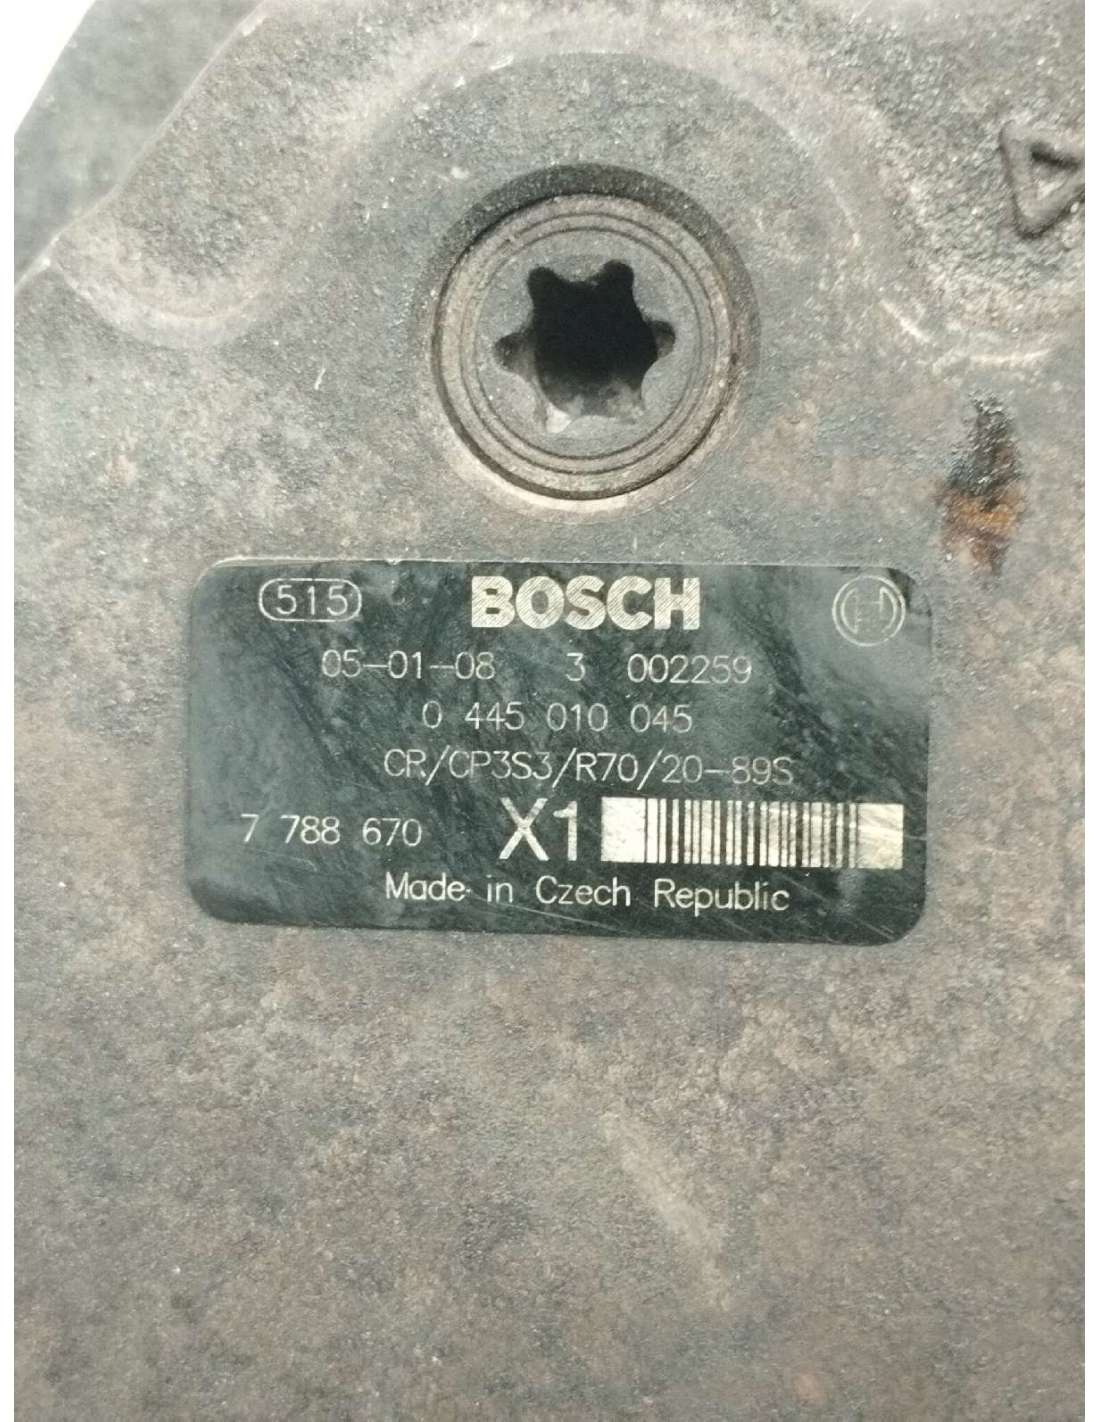 515 BOSCH
05-01-08 3 002259
0 445 010 045
CR/CP3S3/R70/20-89S
7 788 670 X1
Made in Czech Republic